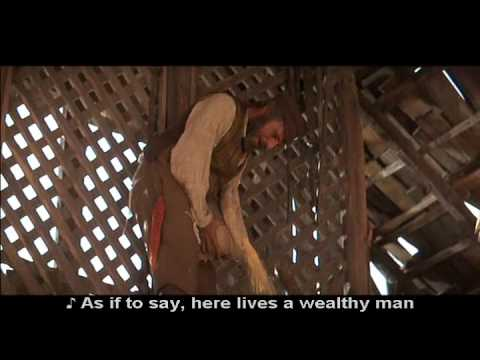 ♪ As if to say, here lives a wealthy man